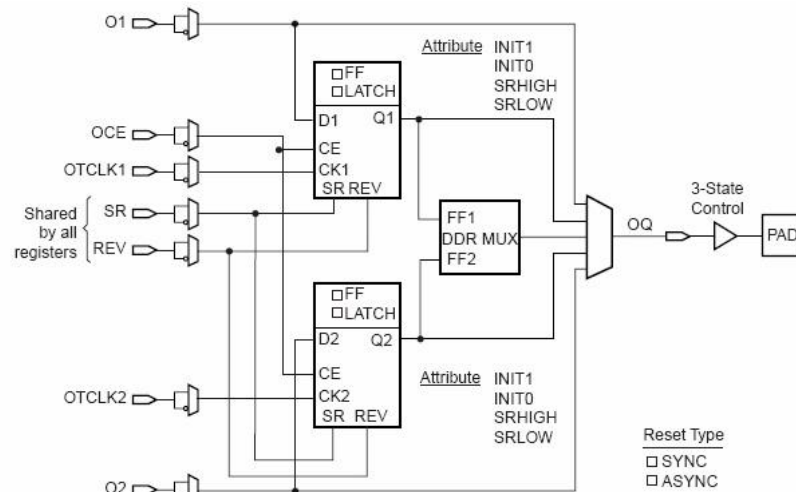 O1
Attribute INIT1
INIT0
SRHIGH
SRLOW
FF
LATCH
D1
Q1
OCE
CE
OTCLK1
CK1
SR REV
Shared
by all
registers
SR
REV
FF1
DDR MUX
FF2
OQ
3-State
Control
PAD
FF
LATCH
D2
Q2
CE
OTCLK2
CK2
SR REV
Attribute INIT1
INIT0
SRHIGH
SRLOW
Reset Type
SYNC
ASYNC